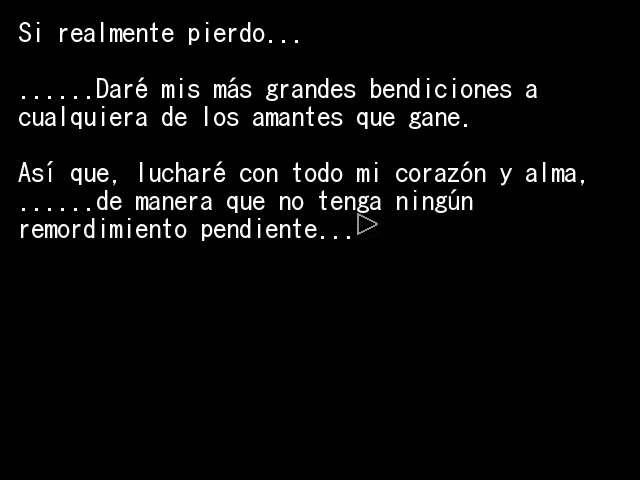 Si realmente pierdo...
......Daré mis más grandes bendiciones a
cualquiera de los amantes que gane.
Así que, lucharé con todo mi corazón y alma,
......de manera que no tenga ningún
remordimiento pendiente...